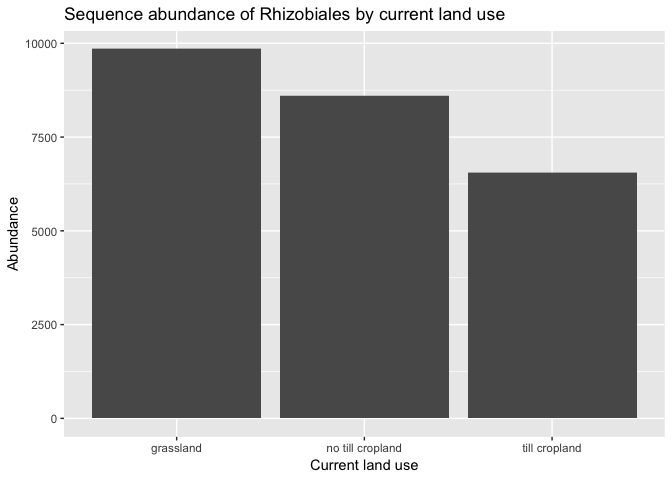 Sequence abundance of Rhizobiales by current land use
10000
7500
5000
2500
0
Abundance
grassland
no till cropland
till cropland
Current land use